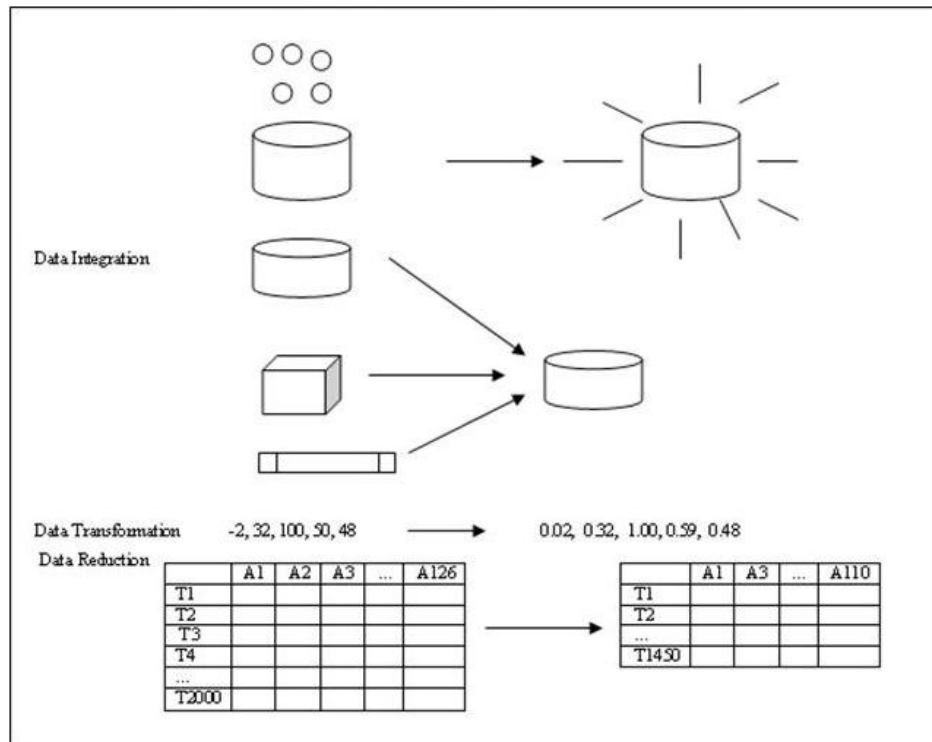 Data Integration
Data Transformation -2, 32, 100, 50, 48 0.02, 0.32, 1.00, 0.59, 0.48
Data Reduction
A1 A2 A3 ... A126
T1
T2
T3
T4
...
T2000
A1 A3 ... A110
T1
T2
...
T1450